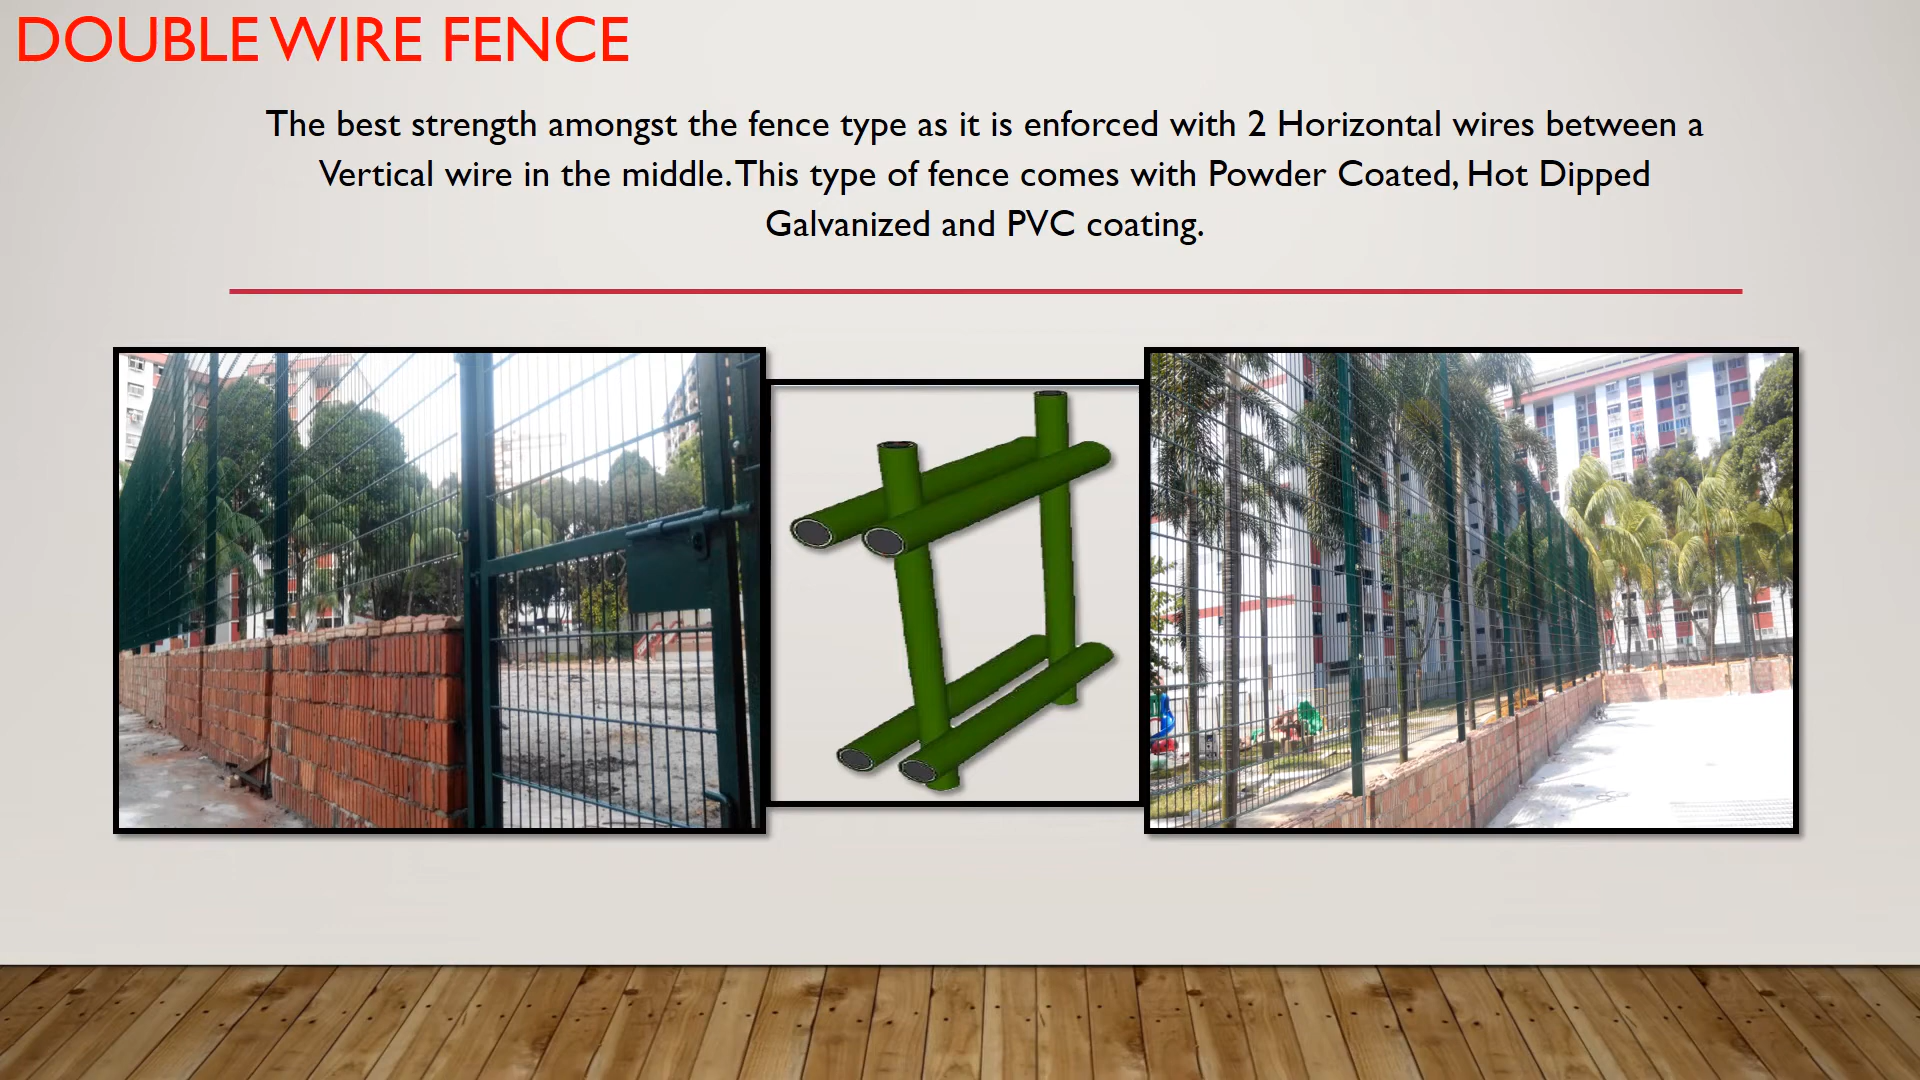 DOUBLE WIRE FENCE
The best strength amongst the fence type as it is enforced with 2 Horizontal wires between a
Vertical wire in the middle. This type of fence comes with Powder Coated, Hot Dipped
Galvanized and PVC coating.